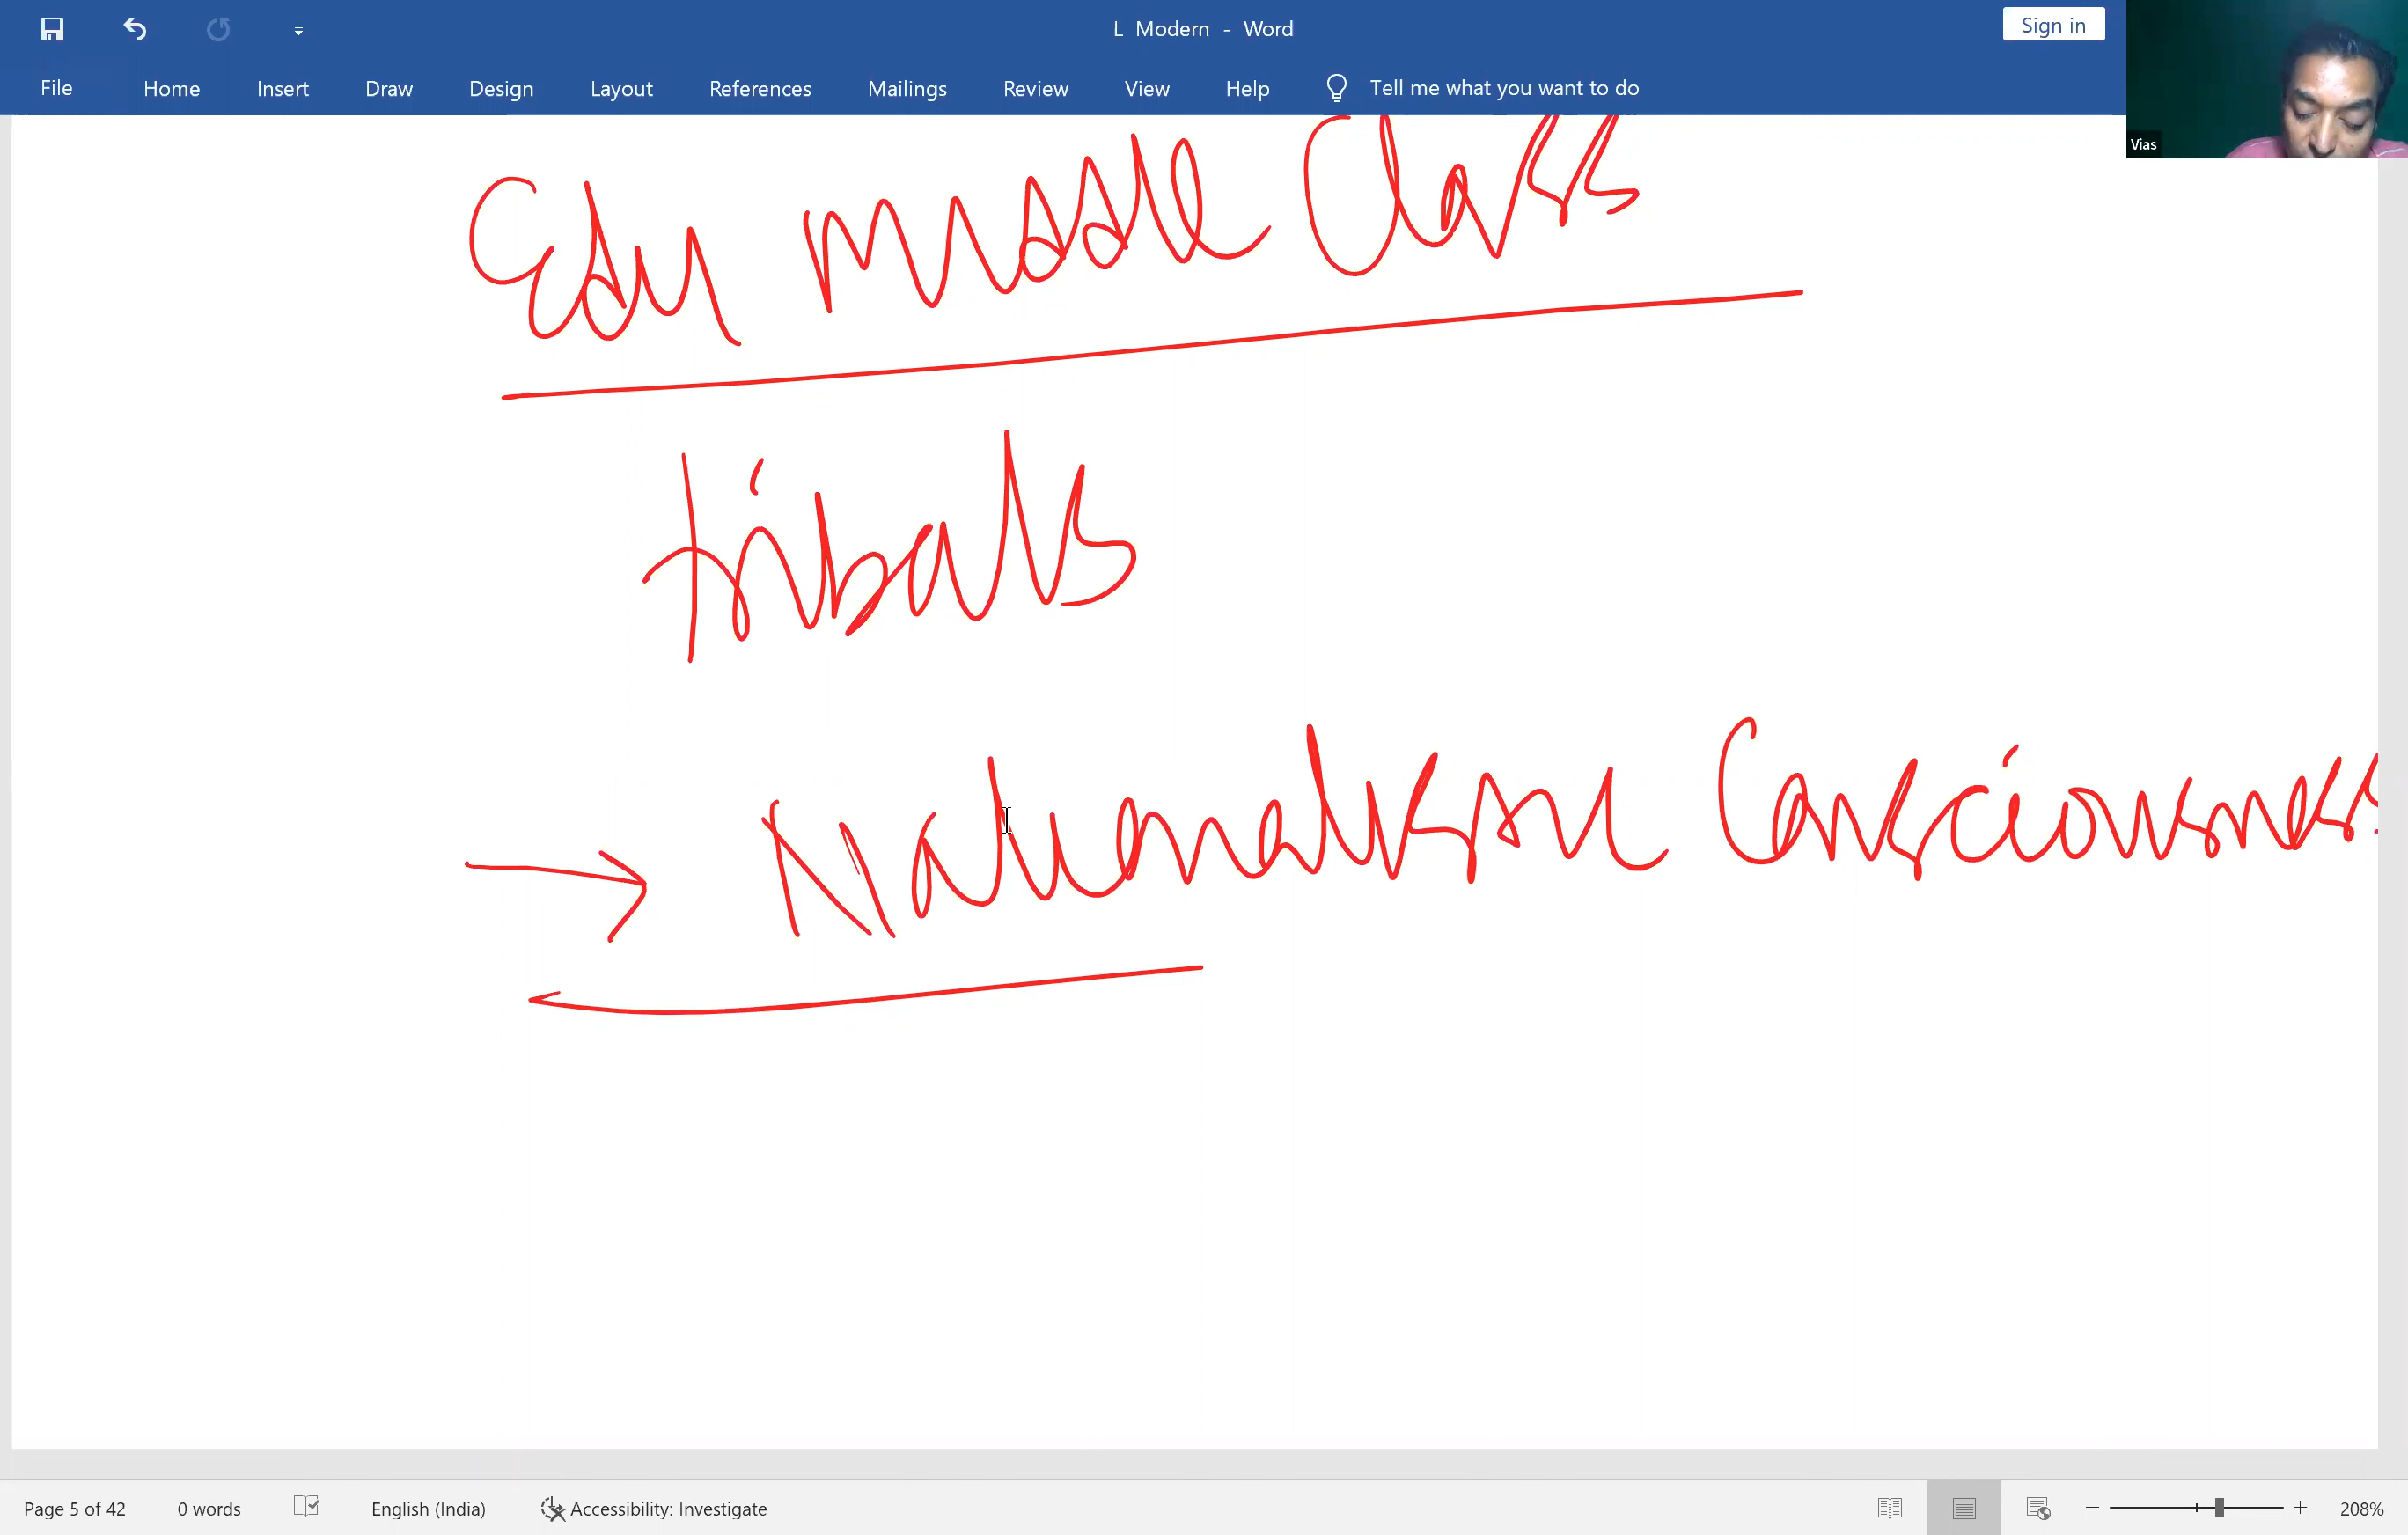 L Modern - Word
Sign in
File Home Insert Draw Design Layout References Mailings Review View Help Tell me what you want to do
Vias
Edu middle Class
tribals
Nationalistic Consciousness
Page 5 of 42 0 words English (India) Accessibility: Investigate 208%